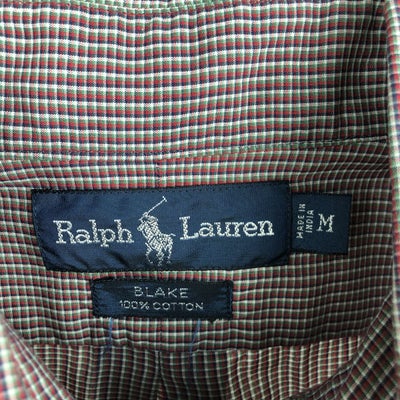 Ralph Lauren
MADE IN
INDIA
M
BLAKE
100% COTTON